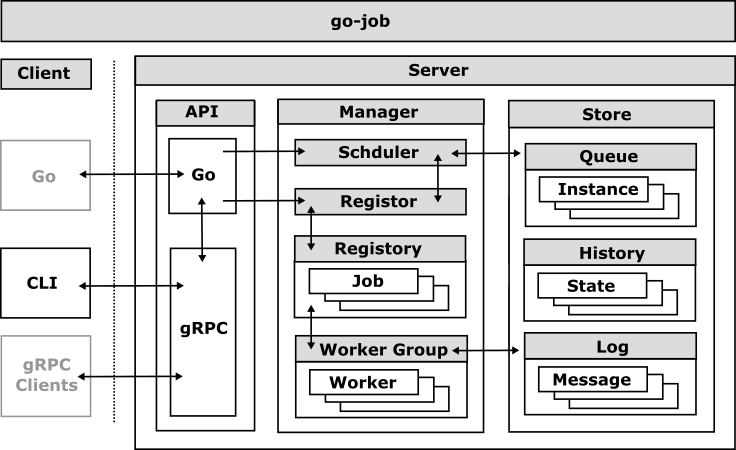 go-job
Client
Server
API
Manager
Store
Go
Go
Schduler
Queue
Instance
Registor
CLI
gRPC
Registory
Job
History
State
gRPC
Clients
Worker Group
Worker
Log
Message